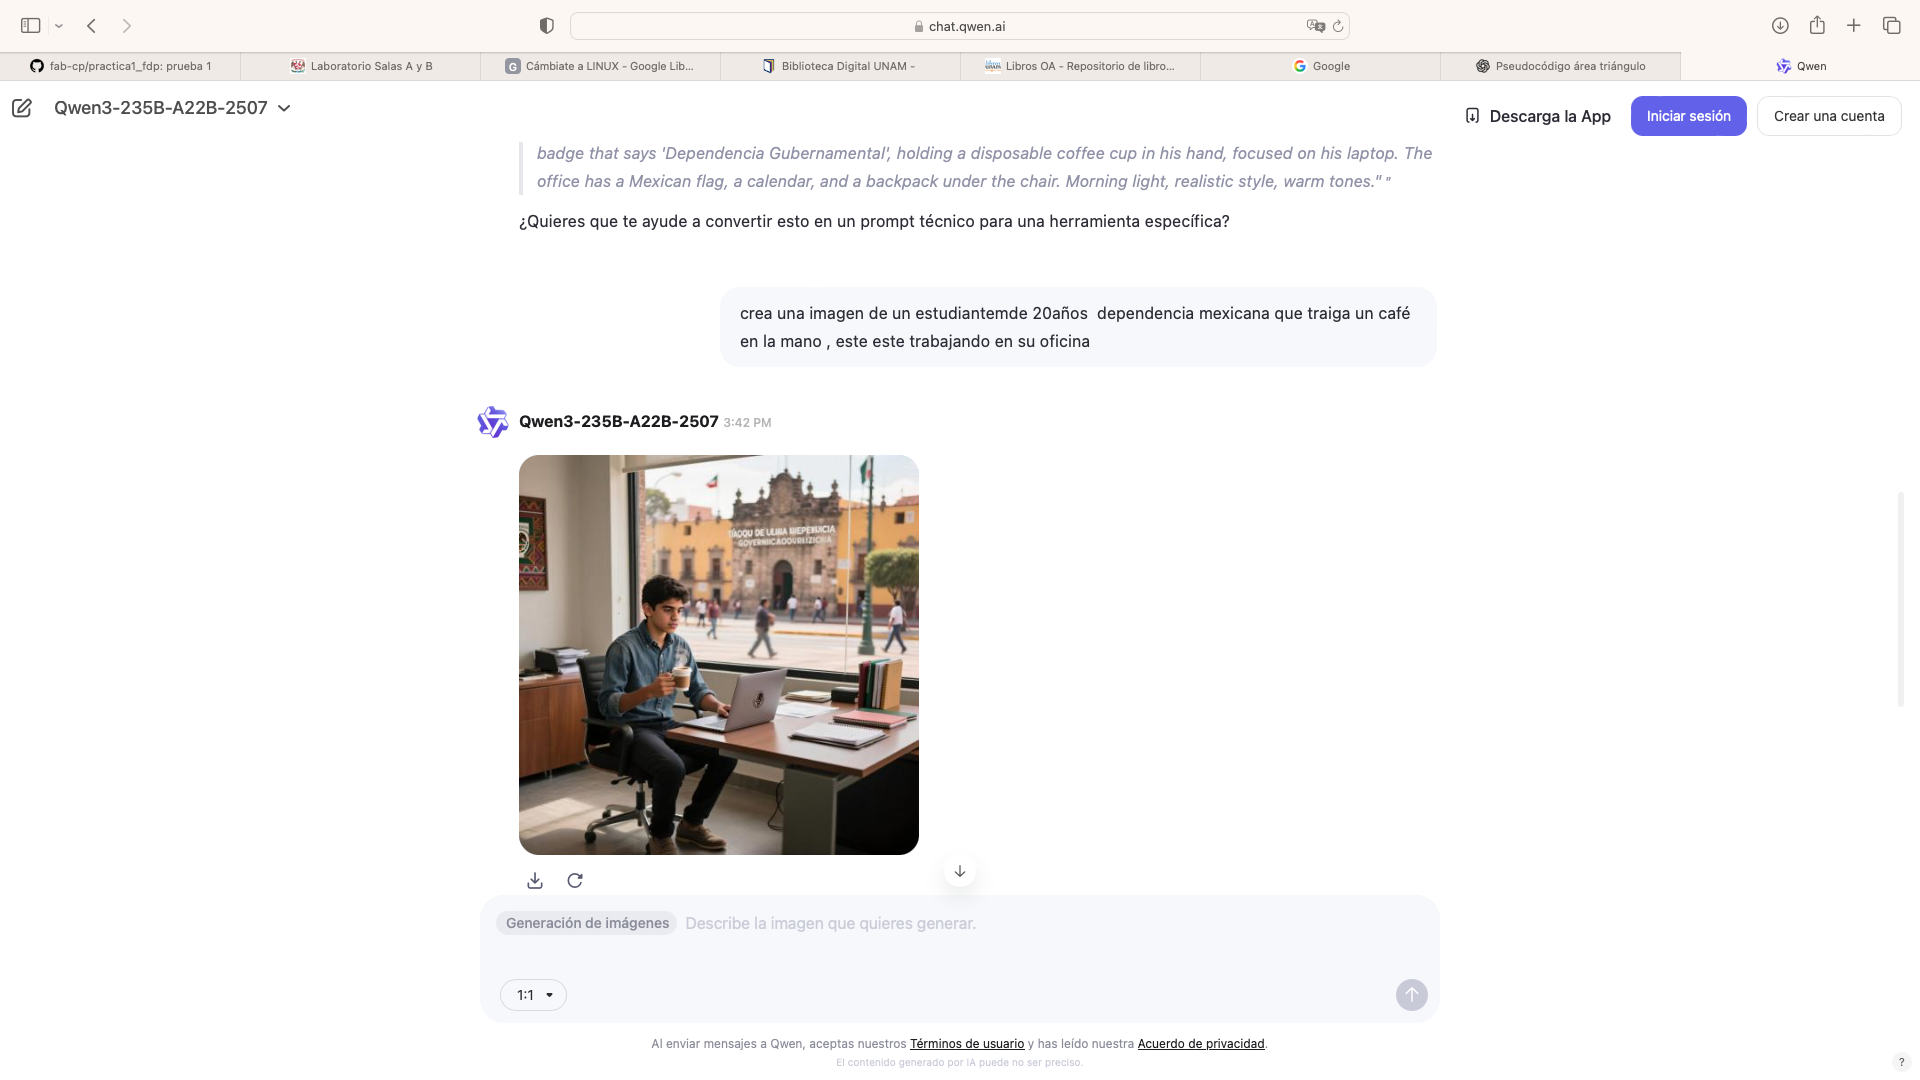 chat.qwen.ai
fab-cp/practica1_fdp: prueba 1
Laboratorio Salas A y B
Cámbiate a LINUX - Google Lib...
Biblioteca Digital UNAM -
Libros OA - Repositorio de libro...
Google
Pseudocódigo área triángulo
Qwen
Qwen3-235B-A22B-2507
Descarga la App
Iniciar sesión
Crear una cuenta
badge that says 'Dependencia Gubernamental', holding a disposable coffee cup in his hand, focused on his laptop. The
office has a Mexican flag, a calendar, and a backpack under the chair. Morning light, realistic style, warm tones." "
¿Quieres que te ayude a convertir esto en un prompt técnico para una herramienta específica?
crea una imagen de un estudiantemde 20años  dependencia mexicana que traiga un café
en la mano , este este trabajando en su oficina
Qwen3-235B-A22B-2507 3:42 PM
Generación de imágenes Describe la imagen que quieres generar.
1:1
Al enviar mensajes a Qwen, aceptas nuestros Términos de usuario y has leído nuestra Acuerdo de privacidad.
El contenido generado por IA puede no ser preciso.
?